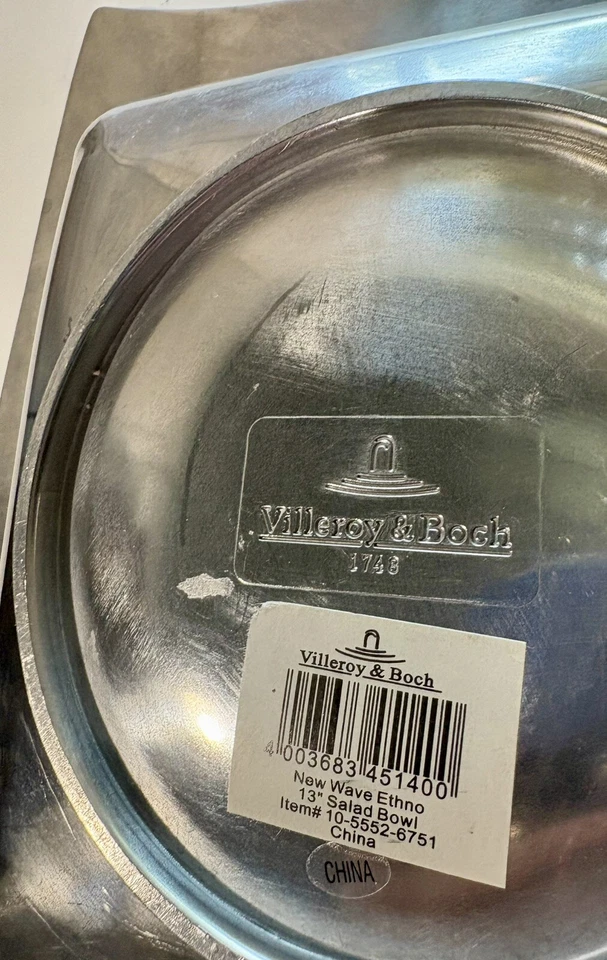 Villeroy & Boch
1748
Villeroy & Boch
4 003683 451400
New Wave Ethno
13" Salad Bowl
Item# 10-5552-6751
China
CHINA